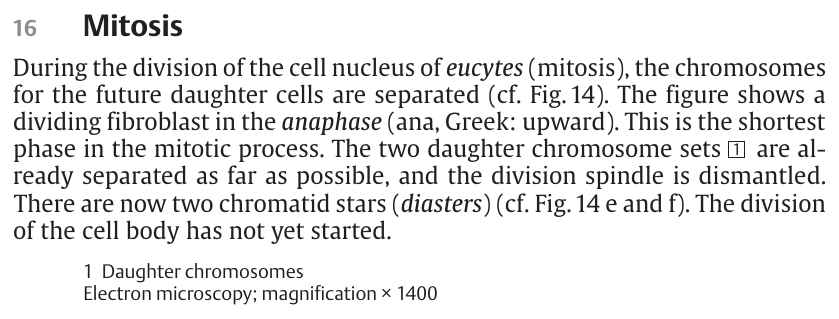 16 Mitosis
During the division of the cell nucleus of eucytes (mitosis), the chromosomes
for the future daughter cells are separated (cf. Fig. 14). The figure shows a
dividing fibroblast in the anaphase (ana, Greek: upward). This is the shortest
phase in the mitotic process. The two daughter chromosome sets 1 are al-
ready separated as far as possible, and the division spindle is dismantled.
There are now two chromatid stars (diasters) (cf. Fig. 14 e and f). The division
of the cell body has not yet started.
1 Daughter chromosomes
Electron microscopy; magnification × 1400